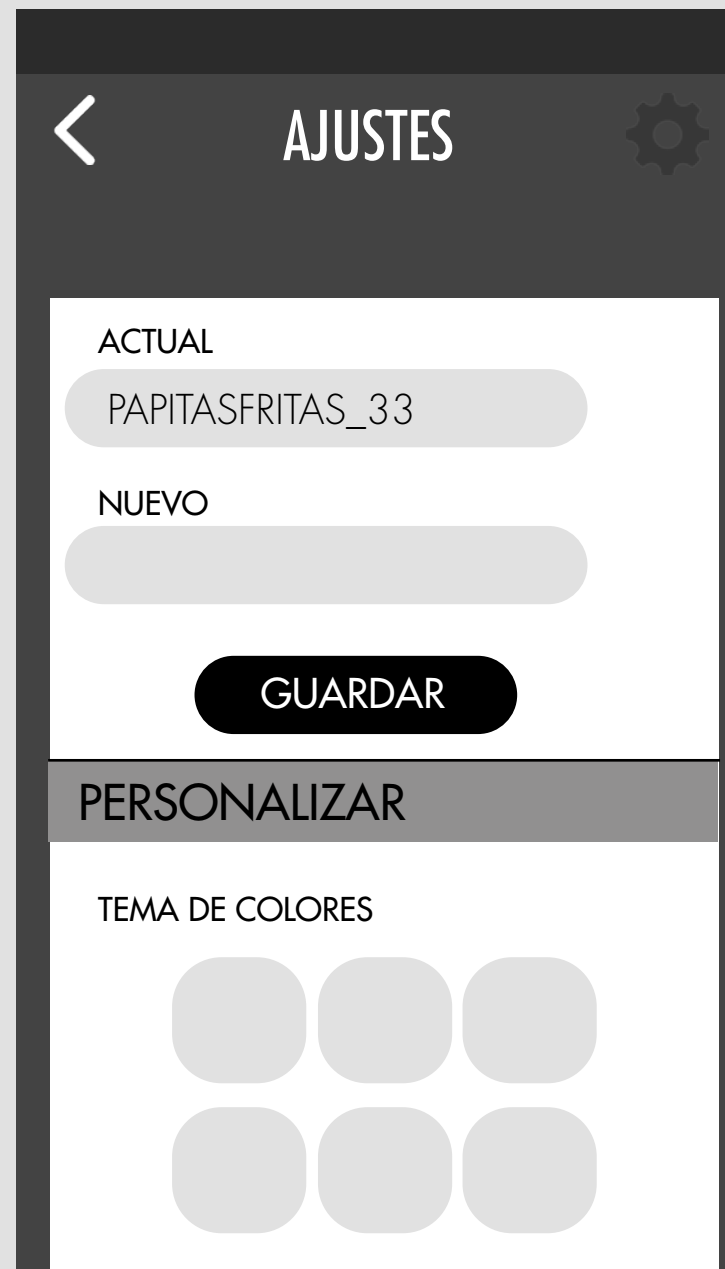 AJUSTES
ACTUAL
PAPITASFRITAS_33
NUEVO
GUARDAR
PERSONALIZAR
TEMA DE COLORES